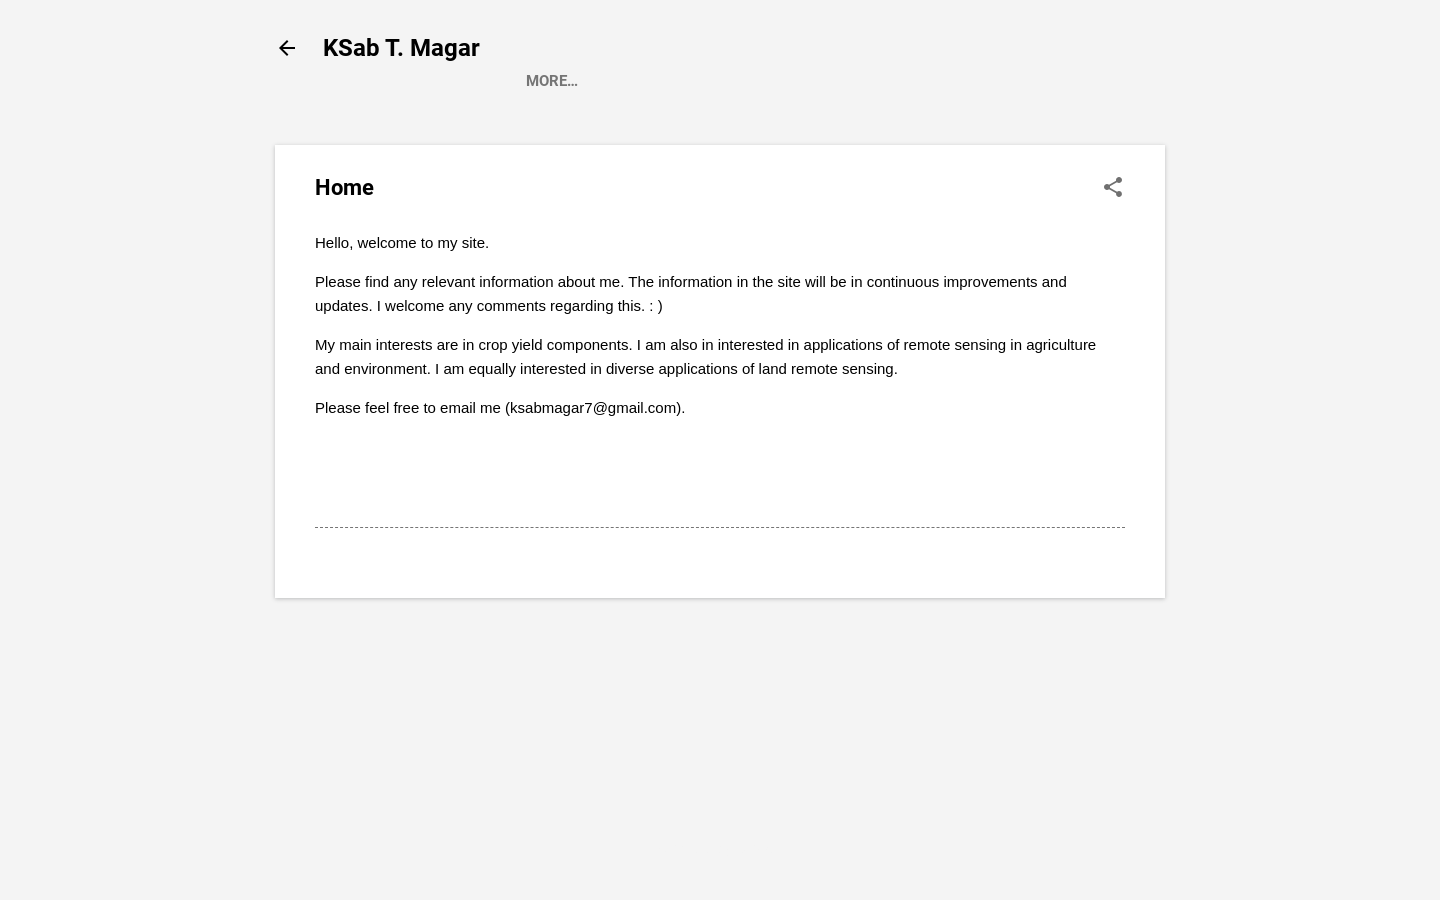 KSab T. Magar
MORE…
Home
Hello, welcome to my site.
Please find any relevant information about me. The information in the site will be in continuous improvements and
updates. I welcome any comments regarding this. : )
My main interests are in crop yield components. I am also in interested in applications of remote sensing in agriculture
and environment. I am equally interested in diverse applications of land remote sensing.
Please feel free to email me (ksabmagar7@gmail.com).